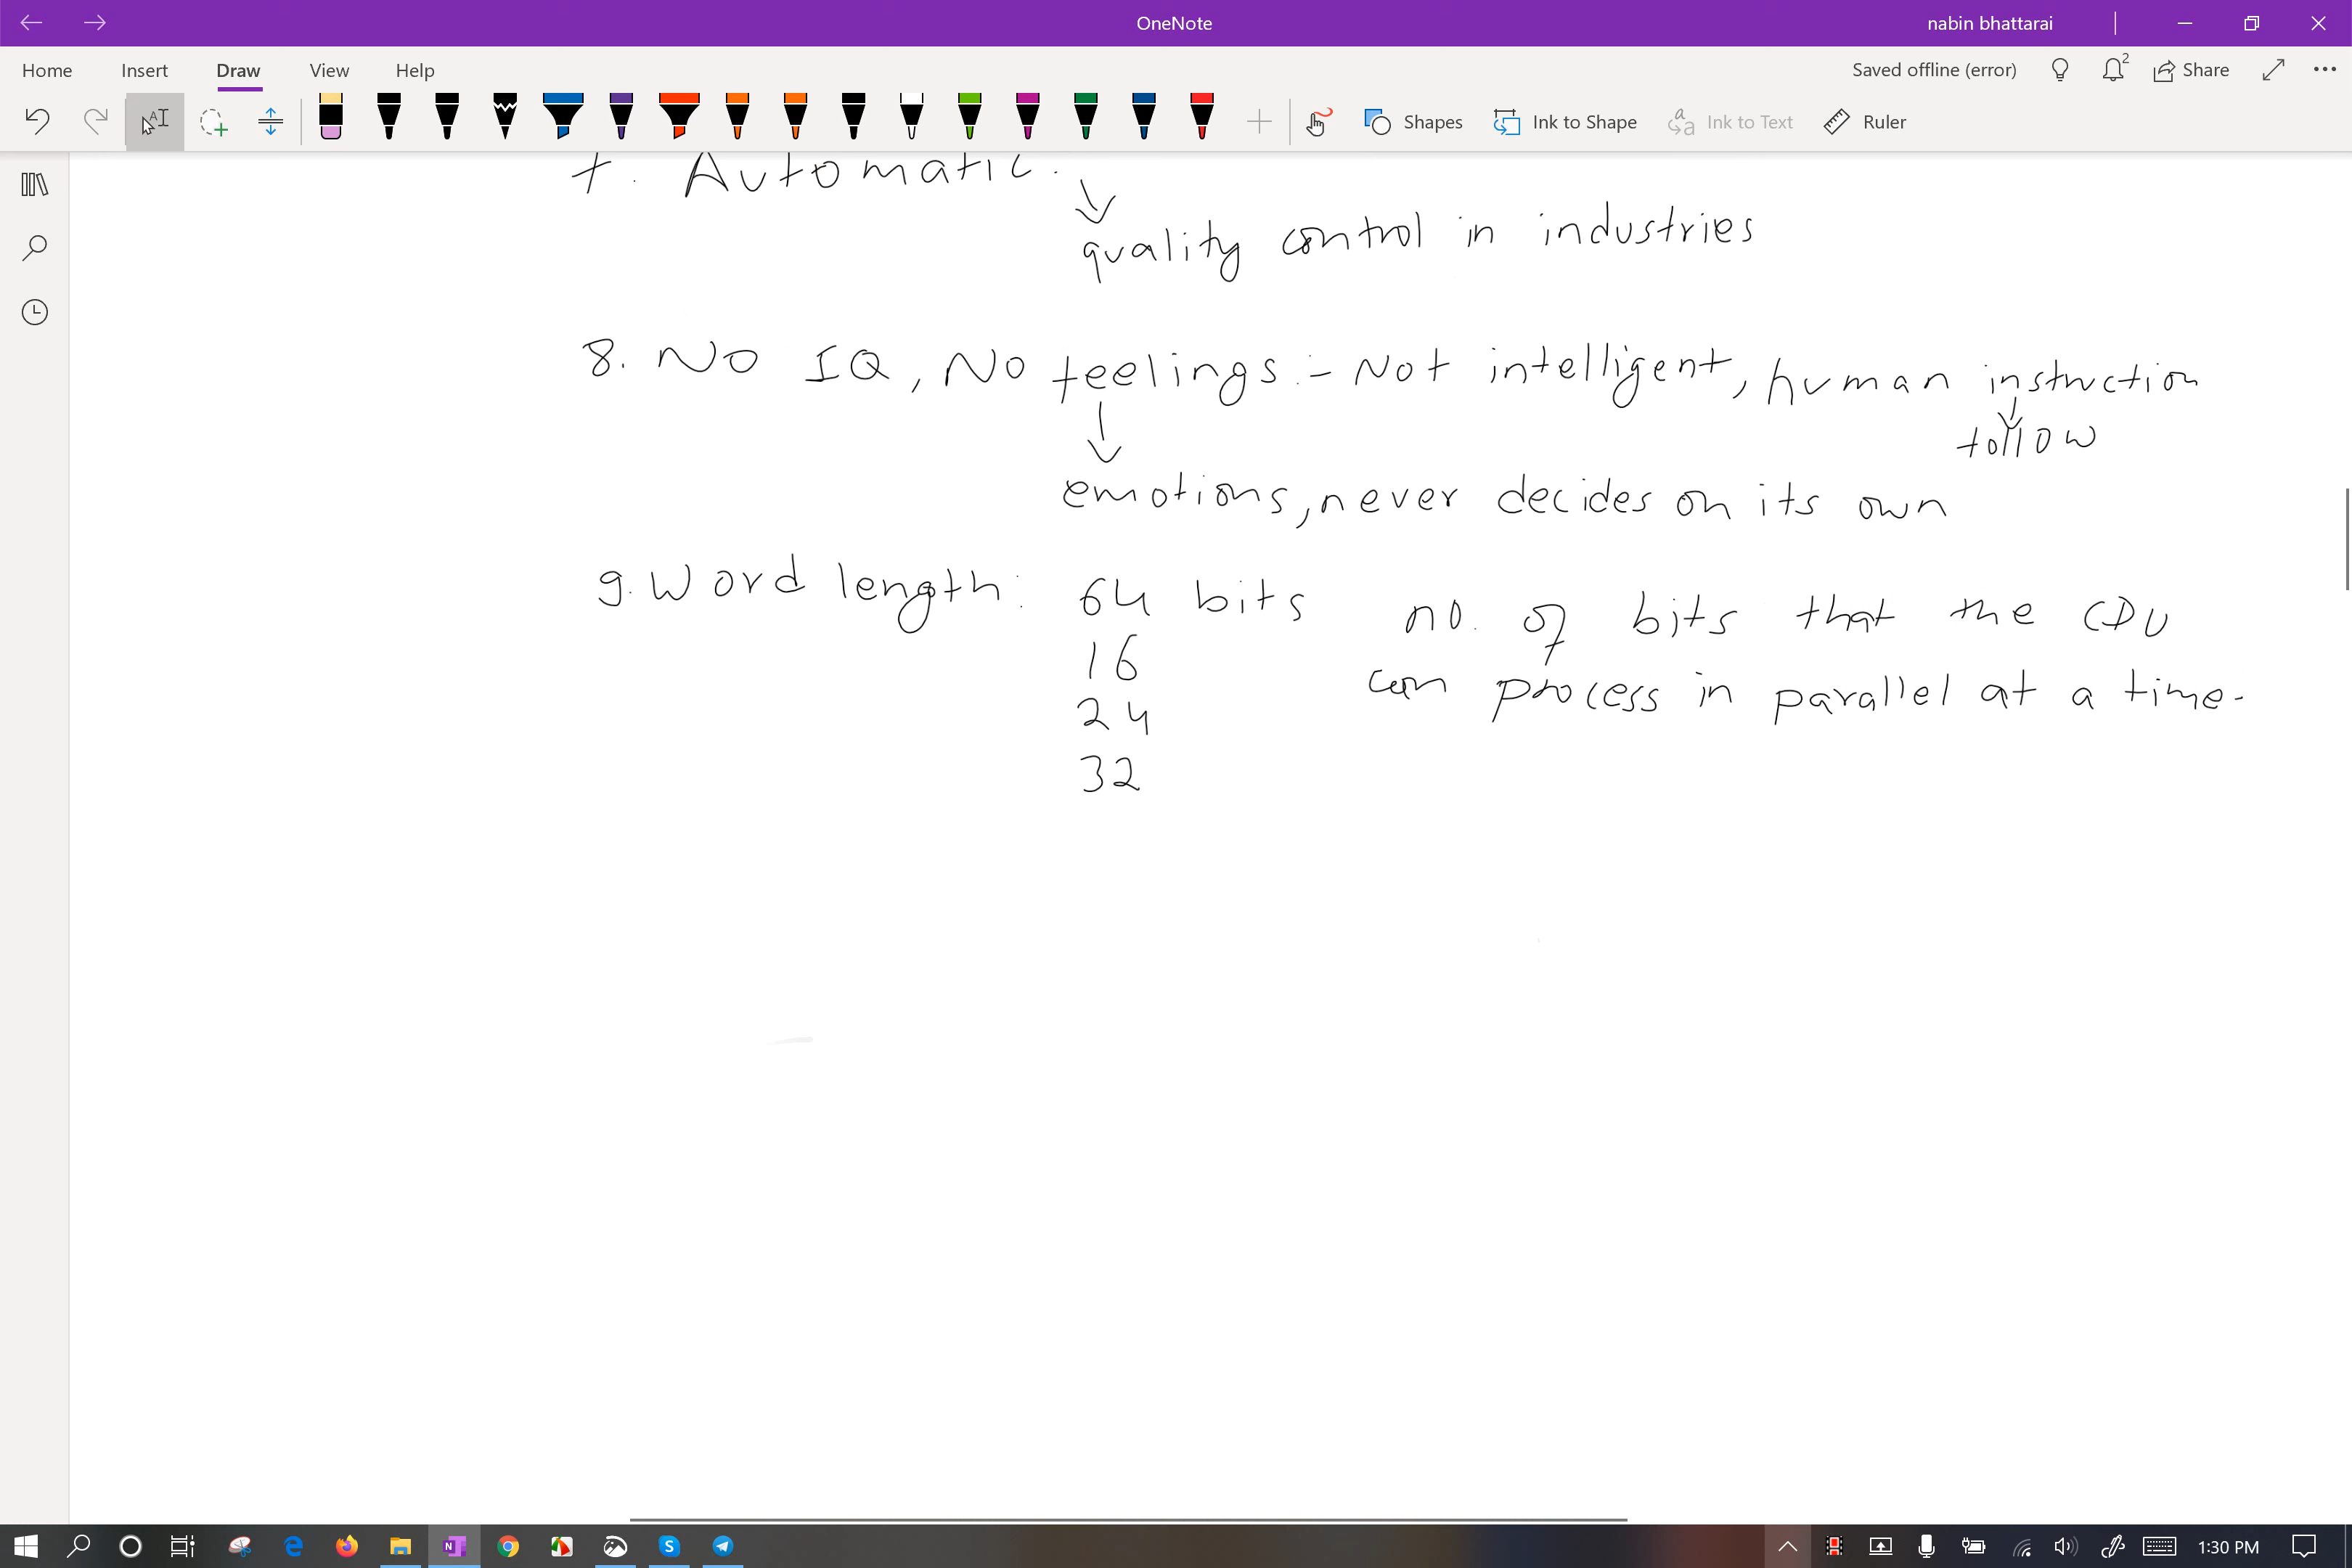 OneNote
nabin bhattarai
Home Insert Draw View Help
Saved offline (error) 2 Share
Shapes Ink to Shape Ink to Text Ruler
7. Automatic.
quality control in industries
8. No IQ, No feelings :- Not intelligent, human instruction
follow
emotions, never decides on its own
9. Word length: 64 bits no. of bits that the CPU
16 can process in parallel at a time.
24
32
1:30 PM